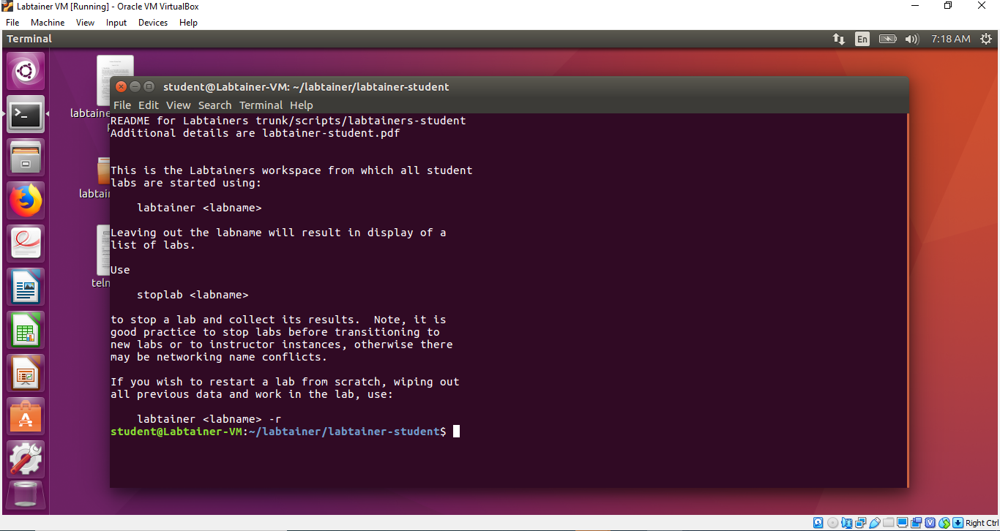 Labtainer VM [Running] - Oracle VM VirtualBox
File Machine View Input Devices Help
Terminal
En
7:18 AM
student@Labtainer-VM: ~/labtainer/labtainer-student
File Edit View Search Terminal Help
README for Labtainers trunk/scripts/labtainers-student
Additional details are labtainer-student.pdf
This is the Labtainers workspace from which all student
labs are started using:
labtainer <labname>
Leaving out the labname will result in display of a
list of labs.
Use
stoplab <labname>
to stop a lab and collect its results.  Note, it is
good practice to stop labs before transitioning to
new labs or to instructor instances, otherwise there
may be networking name conflicts.
If you wish to restart a lab from scratch, wiping out
all previous data and work in the lab, use:
labtainer <labname> -r
student@Labtainer-VM:~/labtainer/labtainer-student$
Right Ctrl